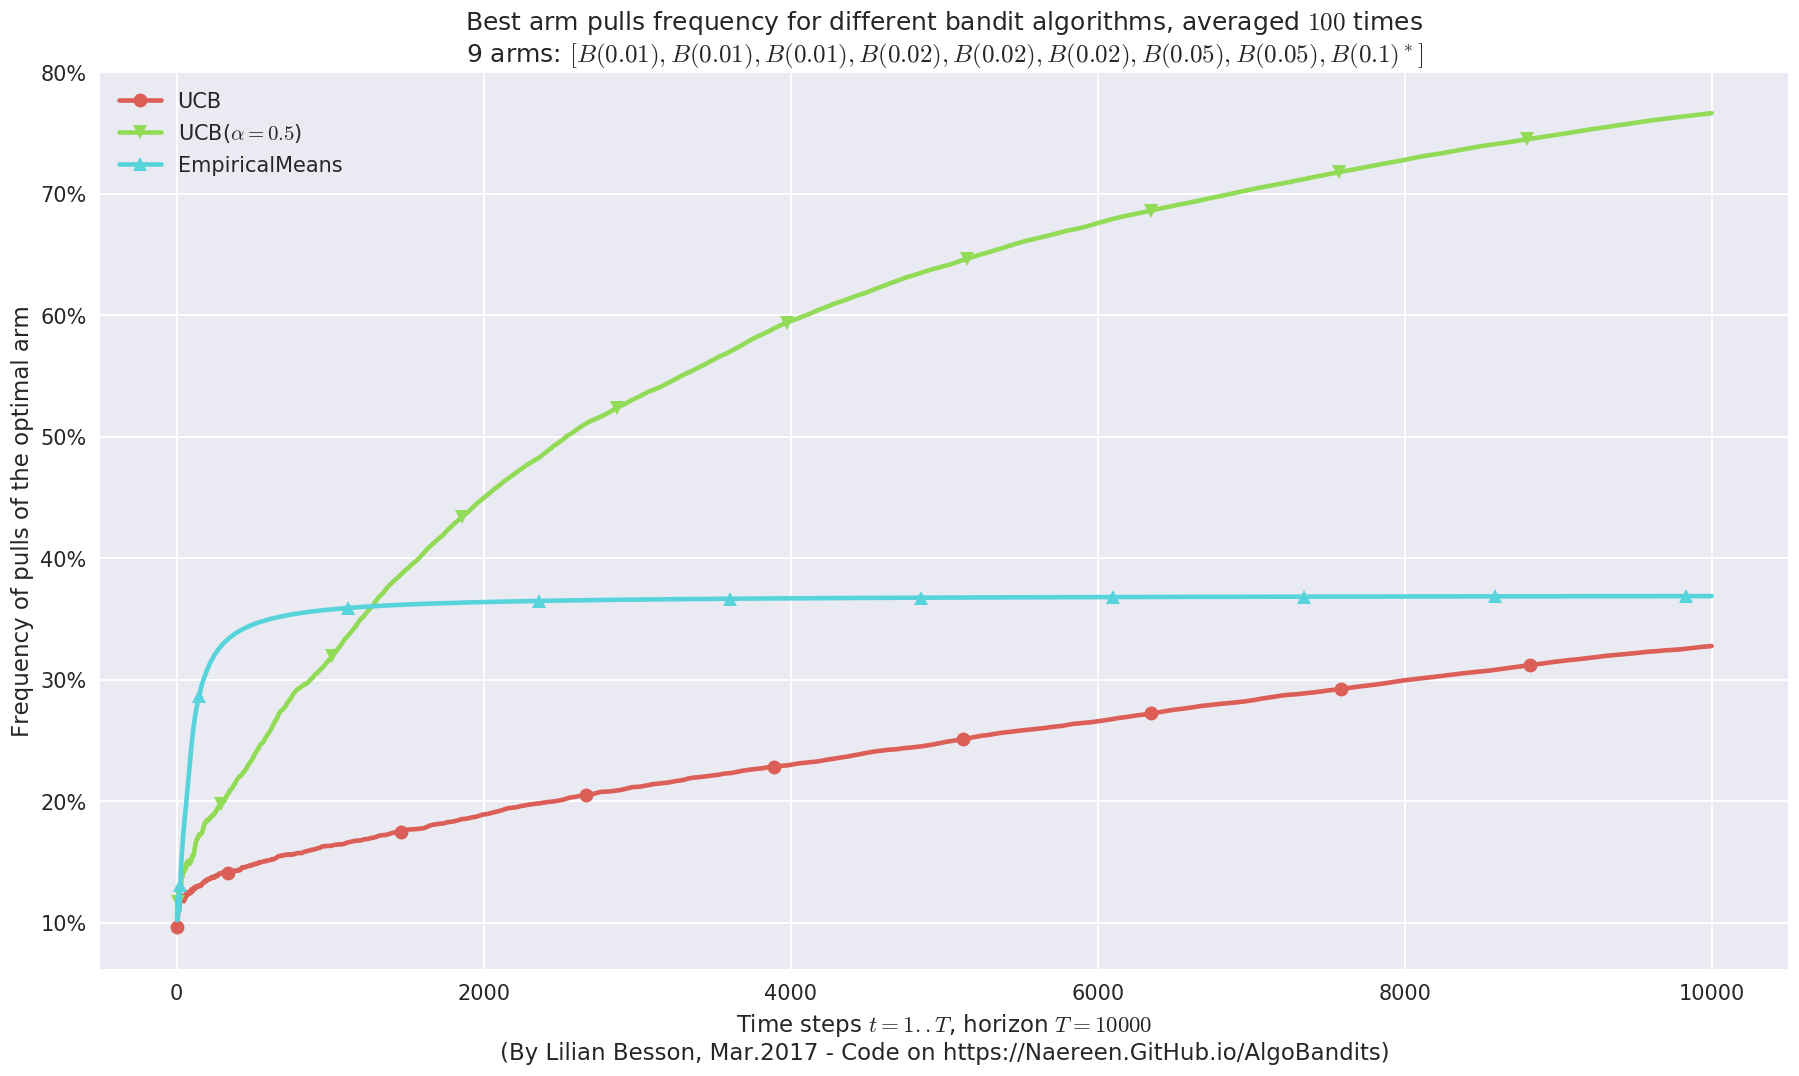 Best arm pulls frequency for different bandit algorithms, averaged 100 times
9 arms: [B(0.01), B(0.01), B(0.01), B(0.02), B(0.02), B(0.02), B(0.05), B(0.05), B(0.1)*]
80%
70%
60%
50%
40%
30%
20%
10%
Frequency of pulls of the optimal arm
UCB
UCB(α = 0.5)
EmpiricalMeans
0 2000 4000 6000 8000 10000
Time steps t = 1..T, horizon T = 10000
(By Lilian Besson, Mar.2017 - Code on https://Naereen.GitHub.io/AlgoBandits)